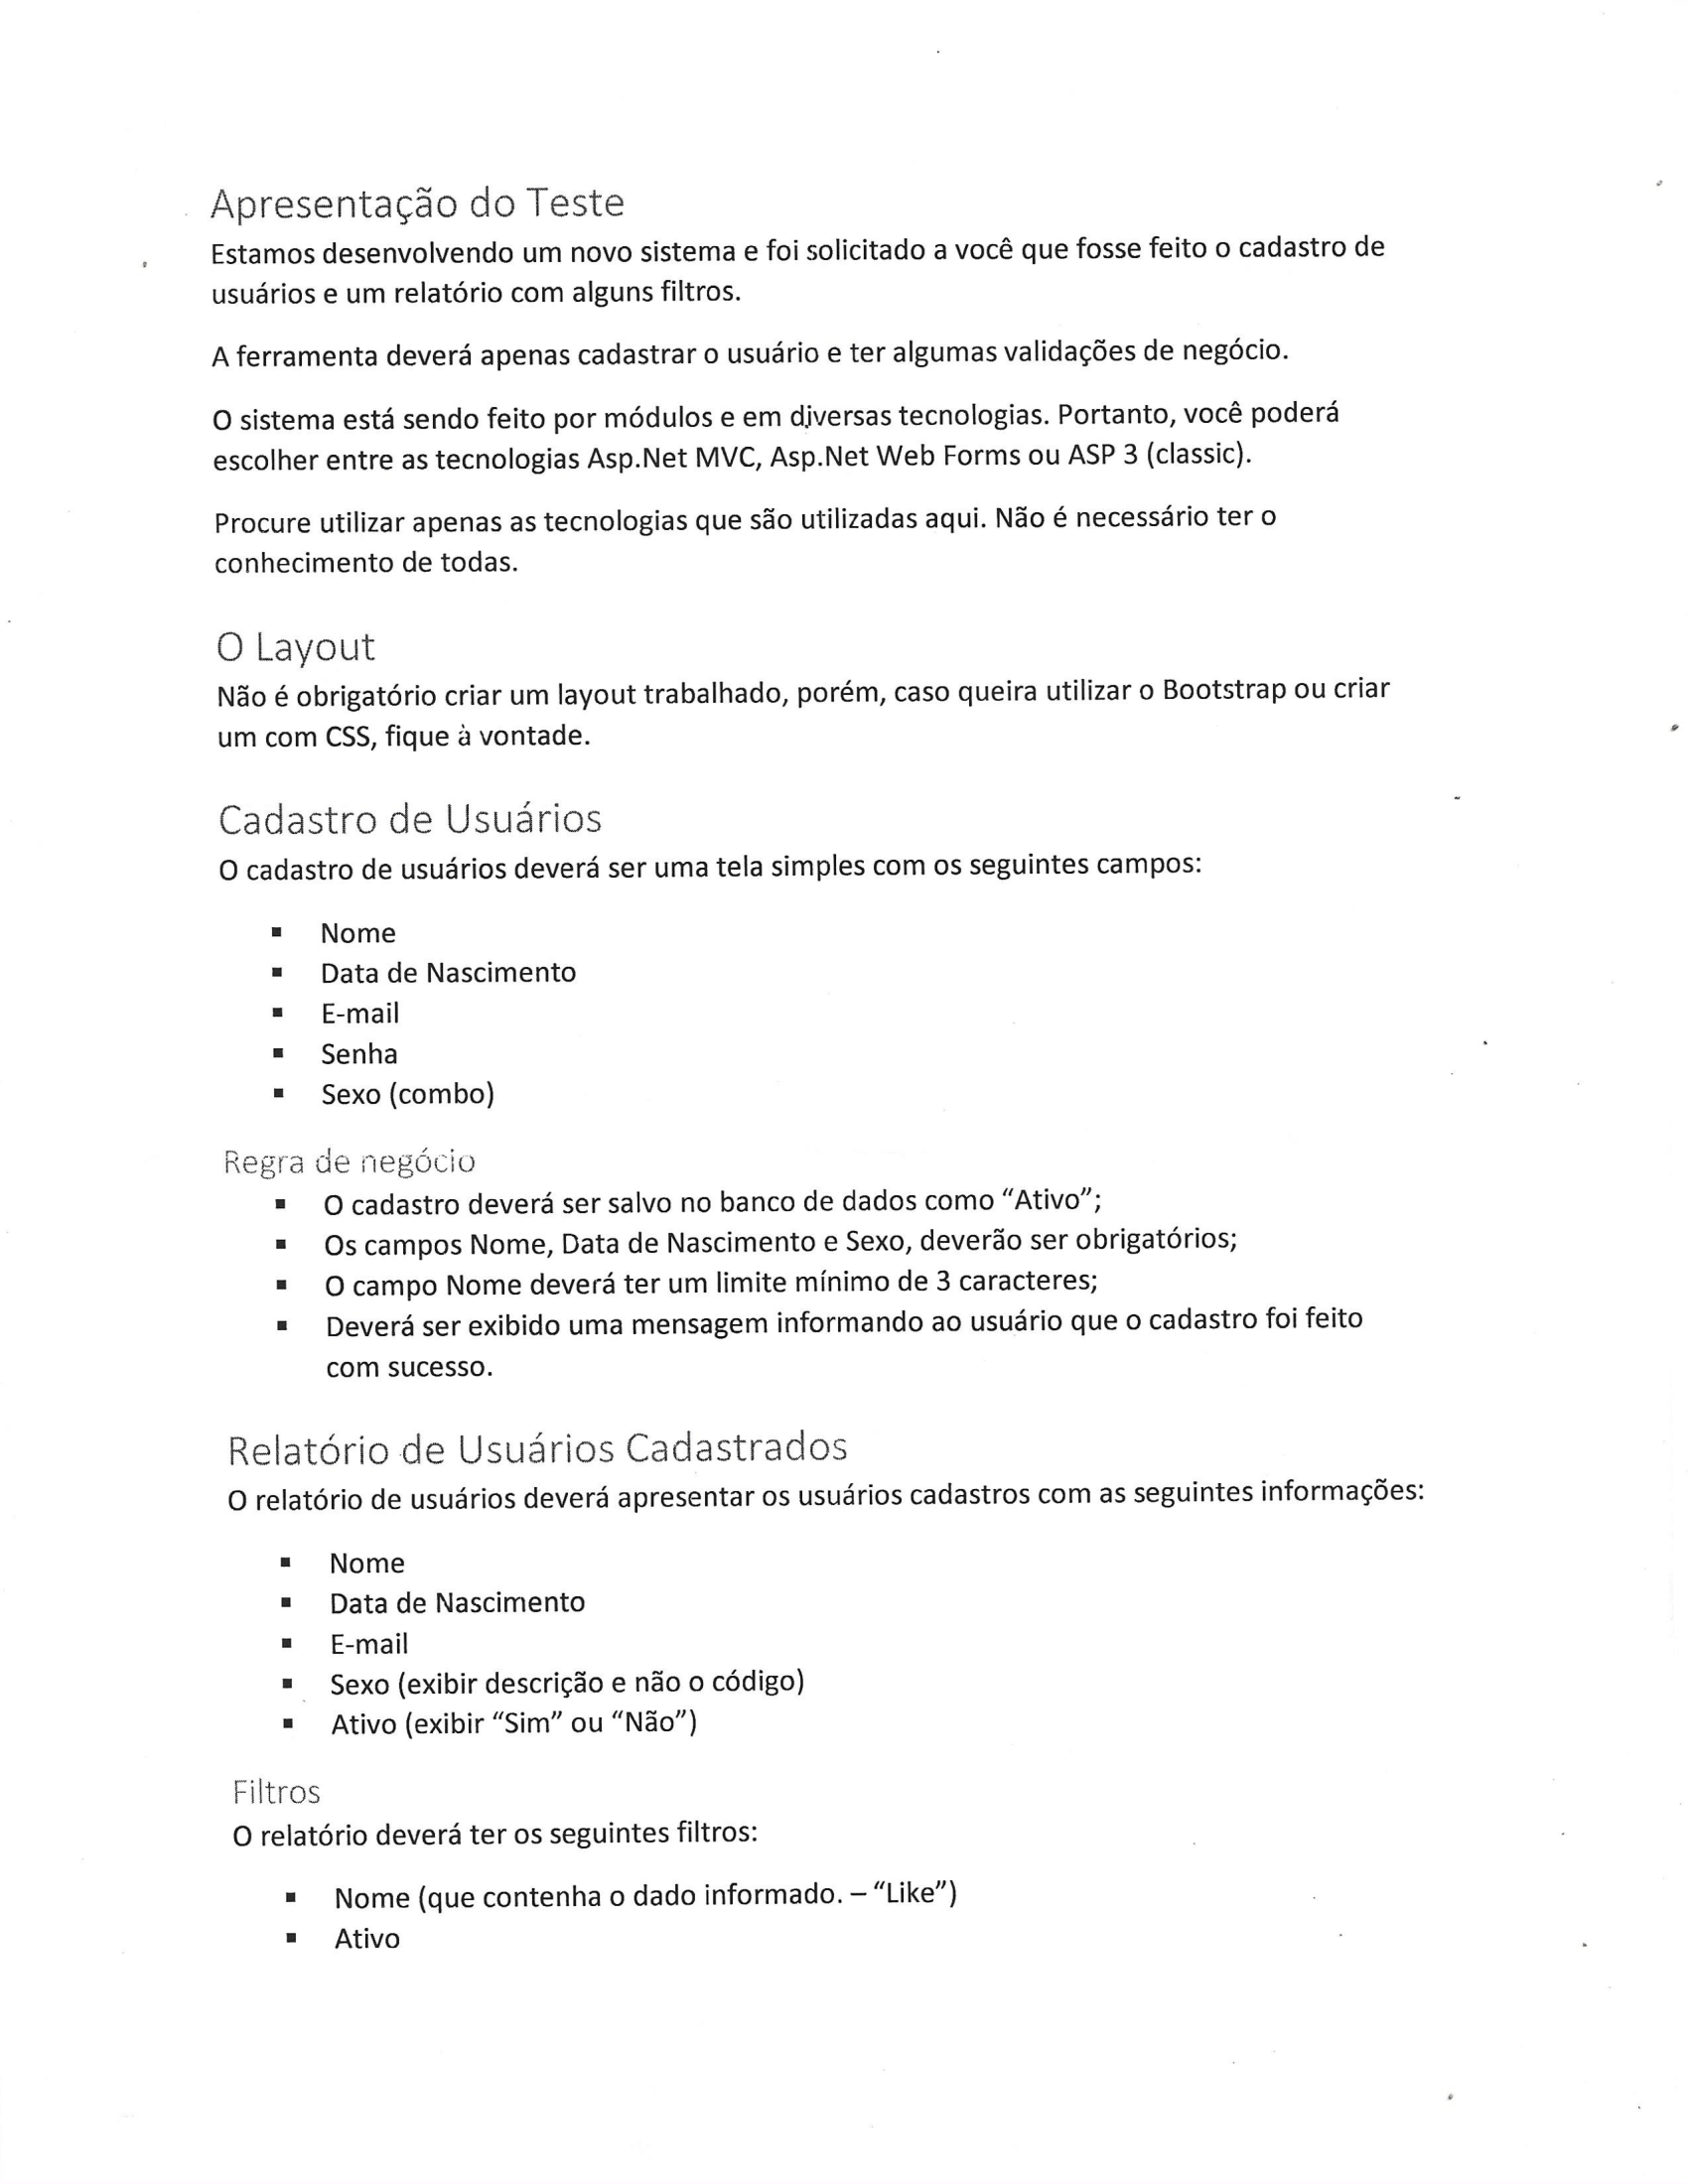 Apresentação do Teste
Estamos desenvolvendo um novo sistema e foi solicitado a você que fosse feito o cadastro de
usuários e um relatório com alguns filtros.
A ferramenta deverá apenas cadastrar o usuário e ter algumas validações de negócio.
O sistema está sendo feito por módulos e em diversas tecnologias. Portanto, você poderá
escolher entre as tecnologias Asp.Net MVC, Asp.Net Web Forms ou ASP 3 (classic).
Procure utilizar apenas as tecnologias que são utilizadas aqui. Não é necessário ter o
conhecimento de todas.
O Layout
Não é obrigatório criar um layout trabalhado, porém, caso queira utilizar o Bootstrap ou criar
um com CSS, fique à vontade.
Cadastro de Usuários
O cadastro de usuários deverá ser uma tela simples com os seguintes campos:
▪ Nome
▪ Data de Nascimento
▪ E-mail
▪ Senha
▪ Sexo (combo)
Regra de negócio
▪ O cadastro deverá ser salvo no banco de dados como “Ativo”;
▪ Os campos Nome, Data de Nascimento e Sexo, deverão ser obrigatórios;
▪ O campo Nome deverá ter um limite mínimo de 3 caracteres;
▪ Deverá ser exibido uma mensagem informando ao usuário que o cadastro foi feito
com sucesso.
Relatório de Usuários Cadastrados
O relatório de usuários deverá apresentar os usuários cadastros com as seguintes informações:
▪ Nome
▪ Data de Nascimento
▪ E-mail
▪ Sexo (exibir descrição e não o código)
▪ Ativo (exibir “Sim” ou “Não”)
Filtros
O relatório deverá ter os seguintes filtros:
▪ Nome (que contenha o dado informado. – “Like”)
▪ Ativo